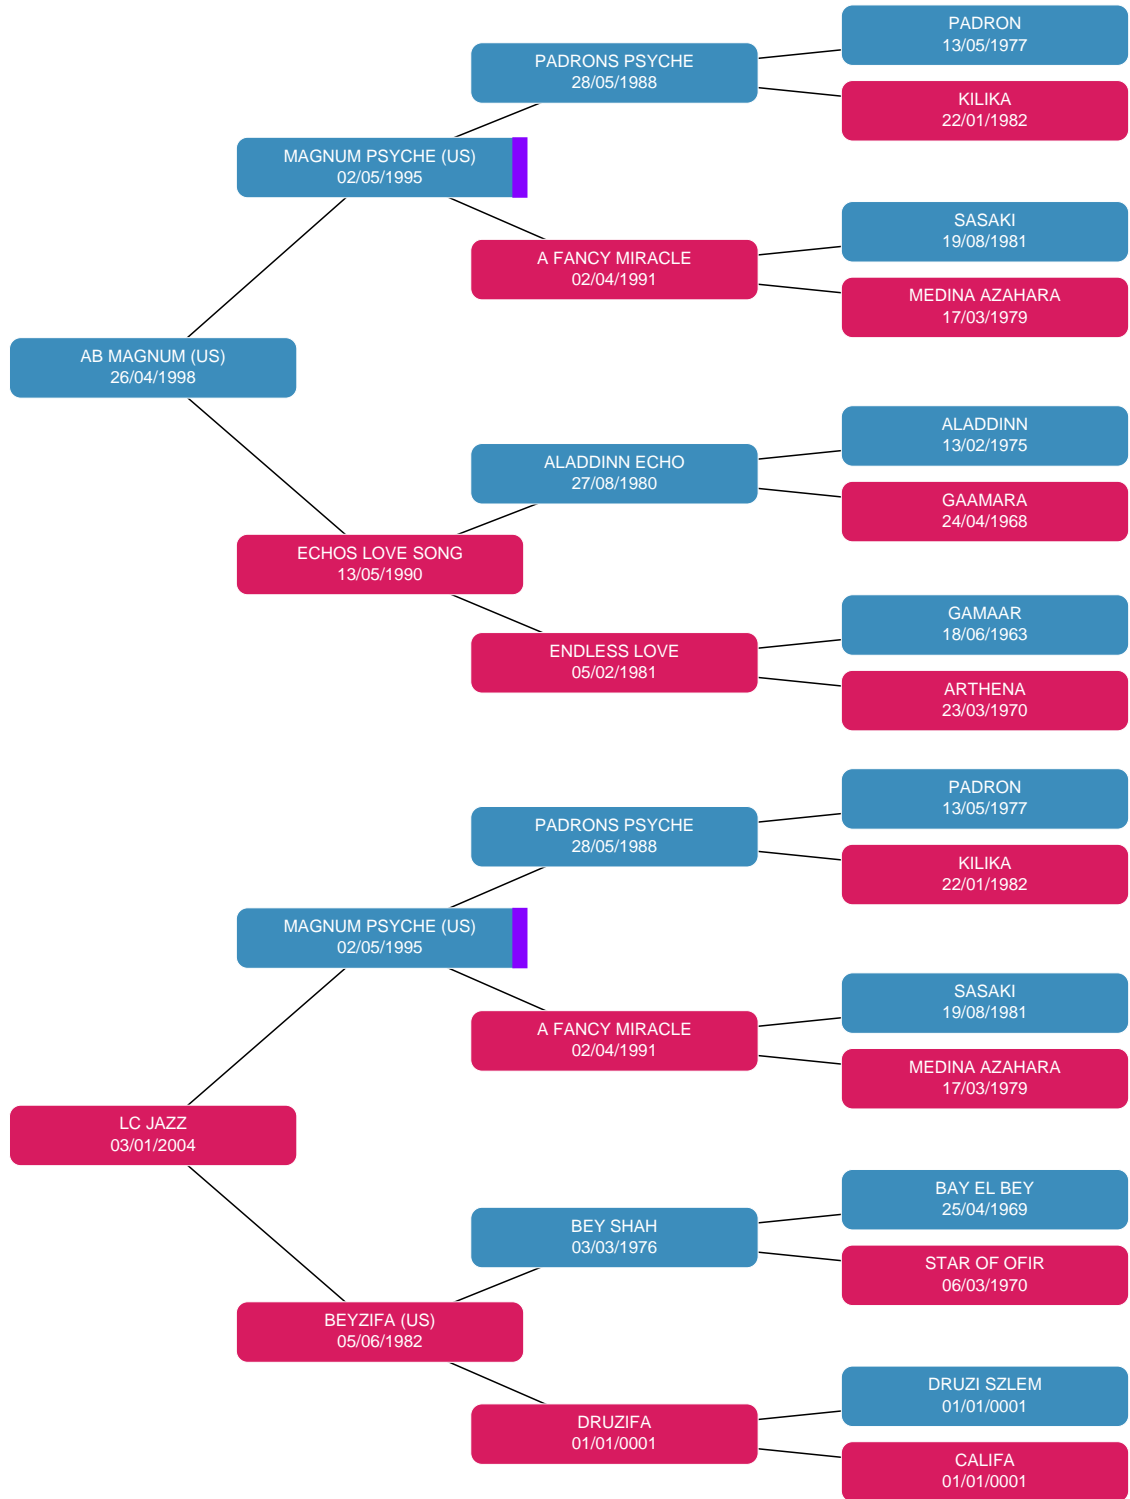 PADRON
13/05/1977
PADRONS PSYCHE
28/05/1988
KILIKA
22/01/1982
MAGNUM PSYCHE (US)
02/05/1995
SASAKI
19/08/1981
A FANCY MIRACLE
02/04/1991
MEDINA AZAHARA
17/03/1979
AB MAGNUM (US)
26/04/1998
ALADDINN
13/02/1975
ALADDINN ECHO
27/08/1980
GAAMARA
24/04/1968
ECHOS LOVE SONG
13/05/1990
GAMAAR
18/06/1963
ENDLESS LOVE
05/02/1981
ARTHENA
23/03/1970
PADRON
13/05/1977
PADRONS PSYCHE
28/05/1988
KILIKA
22/01/1982
MAGNUM PSYCHE (US)
02/05/1995
SASAKI
19/08/1981
A FANCY MIRACLE
02/04/1991
MEDINA AZAHARA
17/03/1979
LC JAZZ
03/01/2004
BAY EL BEY
25/04/1969
BEY SHAH
03/03/1976
STAR OF OFIR
06/03/1970
BEYZIFA (US)
05/06/1982
DRUZI SZLEM
01/01/0001
DRUZIFA
01/01/0001
CALIFA
01/01/0001